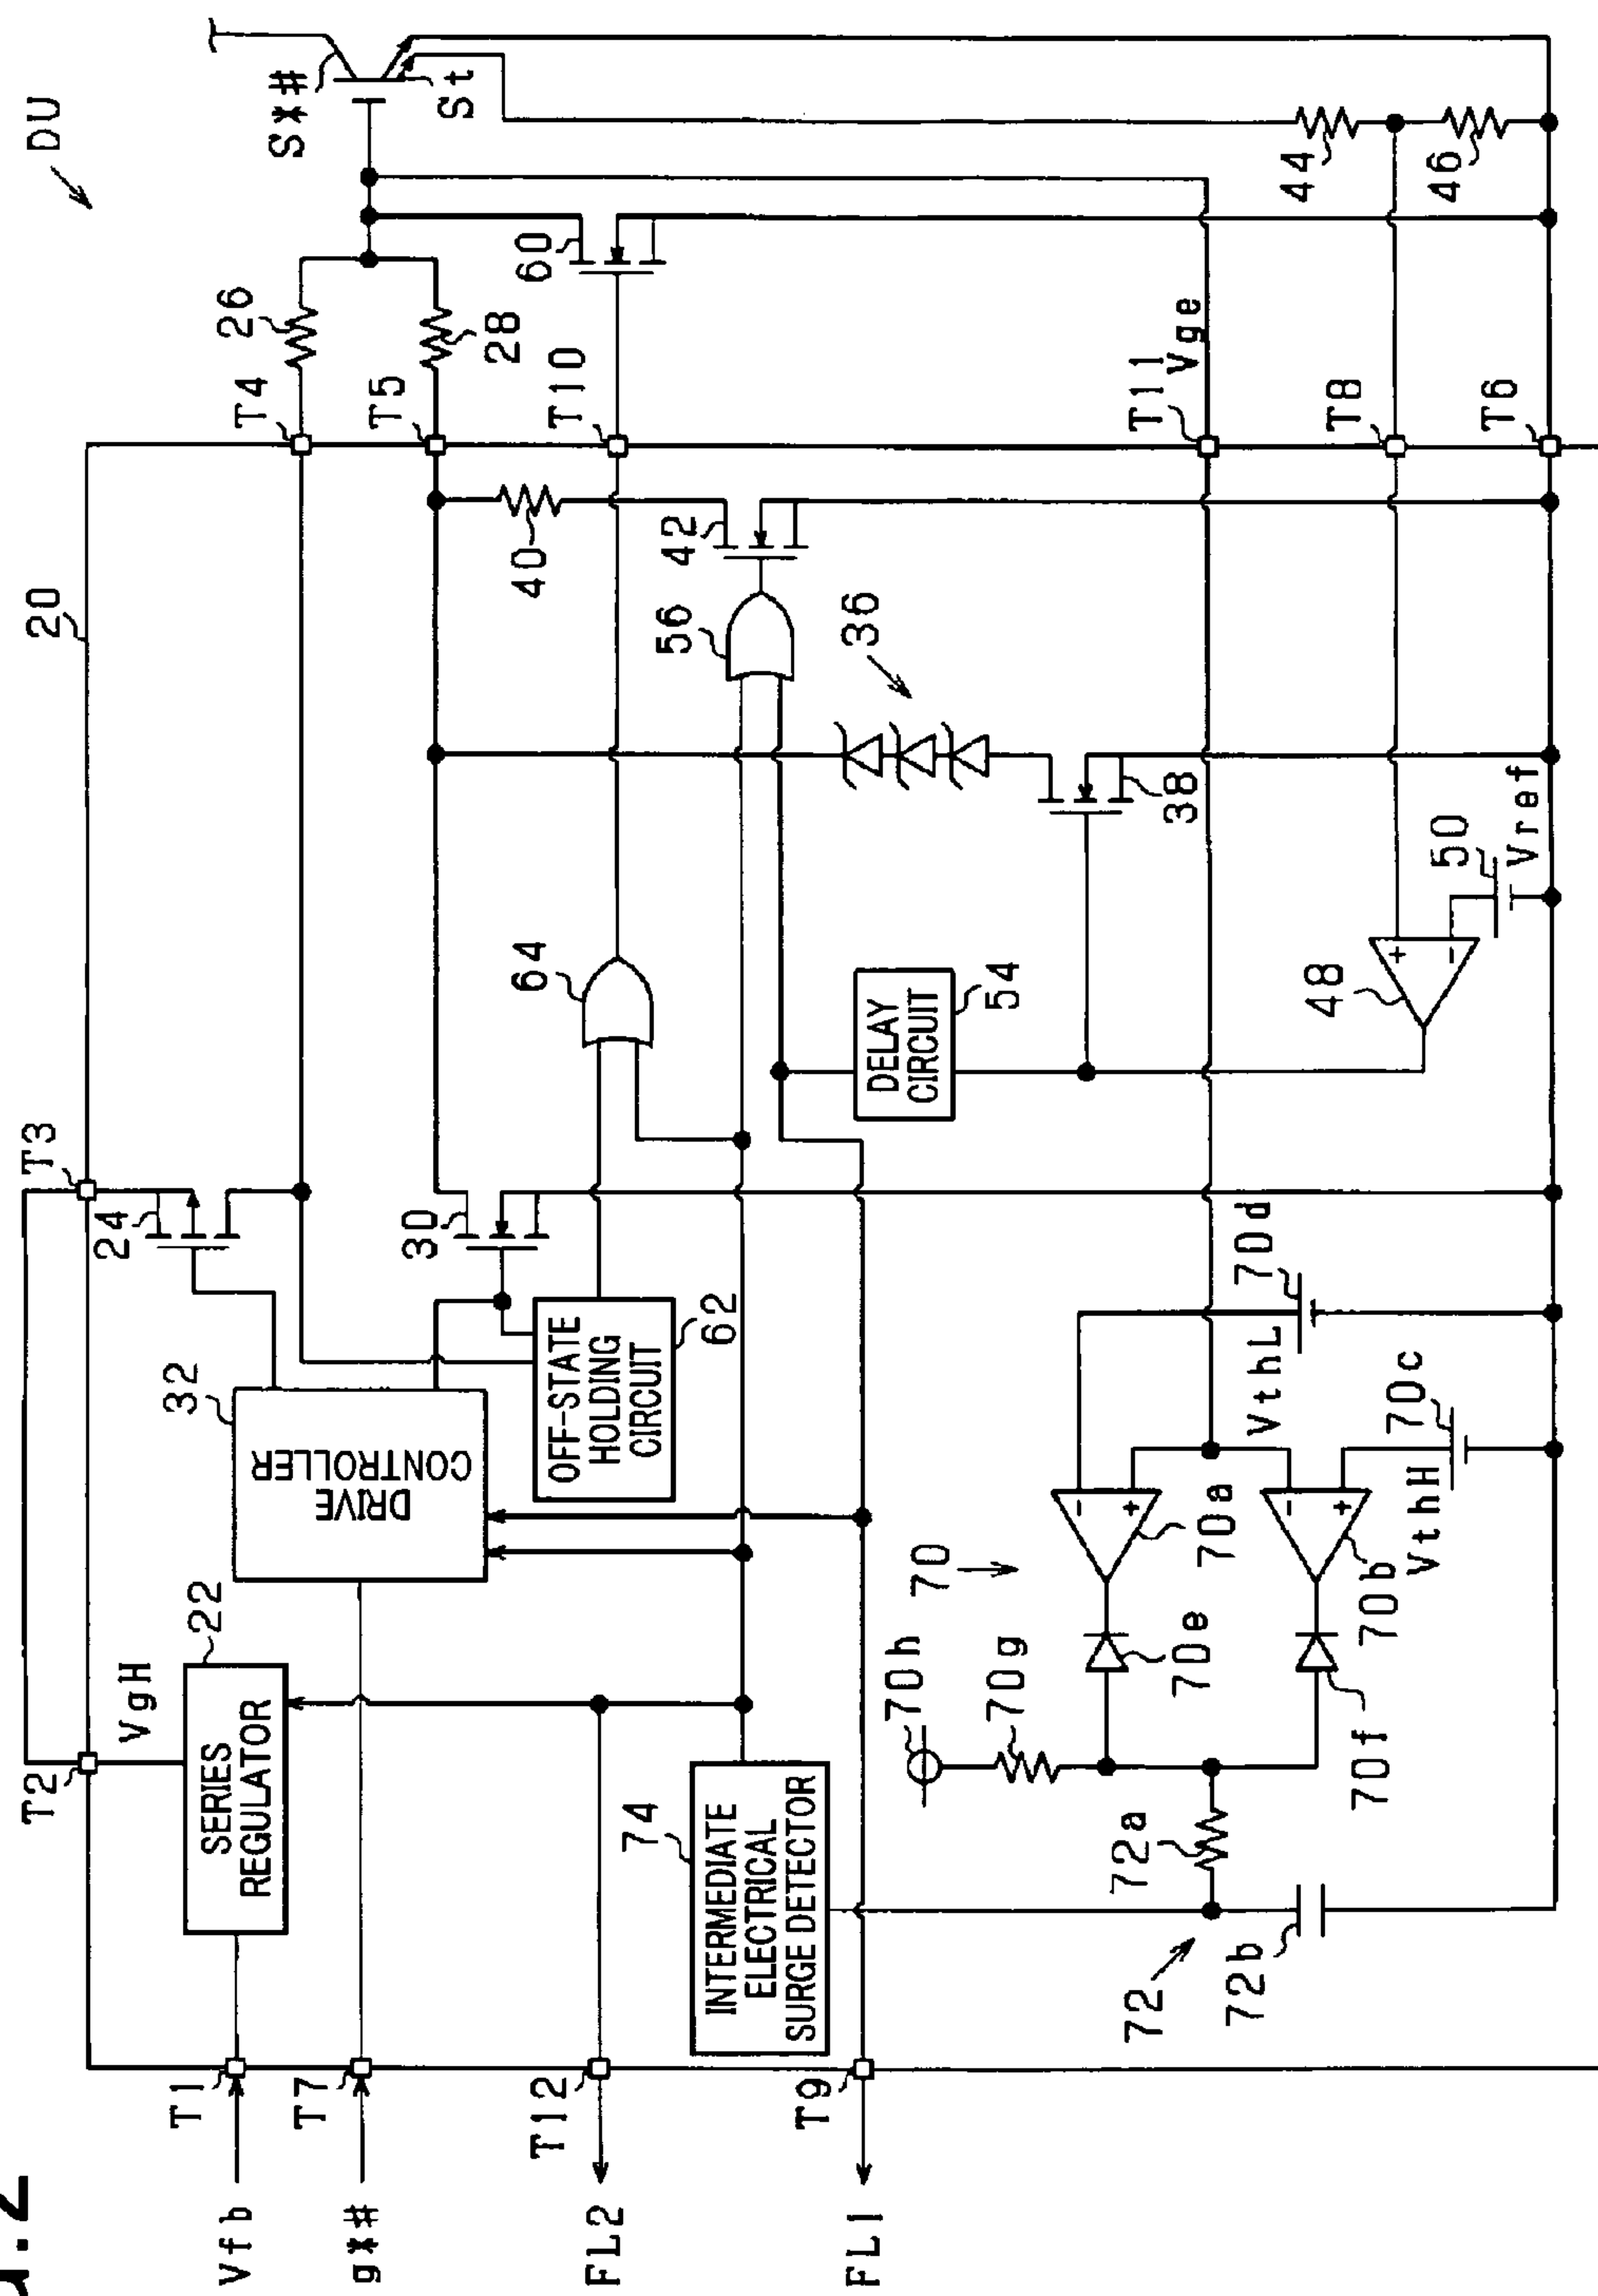 DU
S*#
St
26
T4
28
T5
60
T10
T11
Vge
44
46
T8
T6
20
40
42
56
36
38
50
Vref
48
64
DELAY
CIRCUIT
54
T3
24
30
OFF-STATE
HOLDING
CIRCUIT
62
32
DRIVE
CONTROLLER
VthL
70d
70c
VthH
-
+
70a
-
+
70b
+
-
70
70e
70f
70h
70g
T2
VgH
22
SERIES
REGULATOR
74
INTERMEDIATE
ELECTRICAL
SURGE DETECTOR
72a
72
72b
T1
T7
T12
T9
Vfb
g*#
FL2
FL1